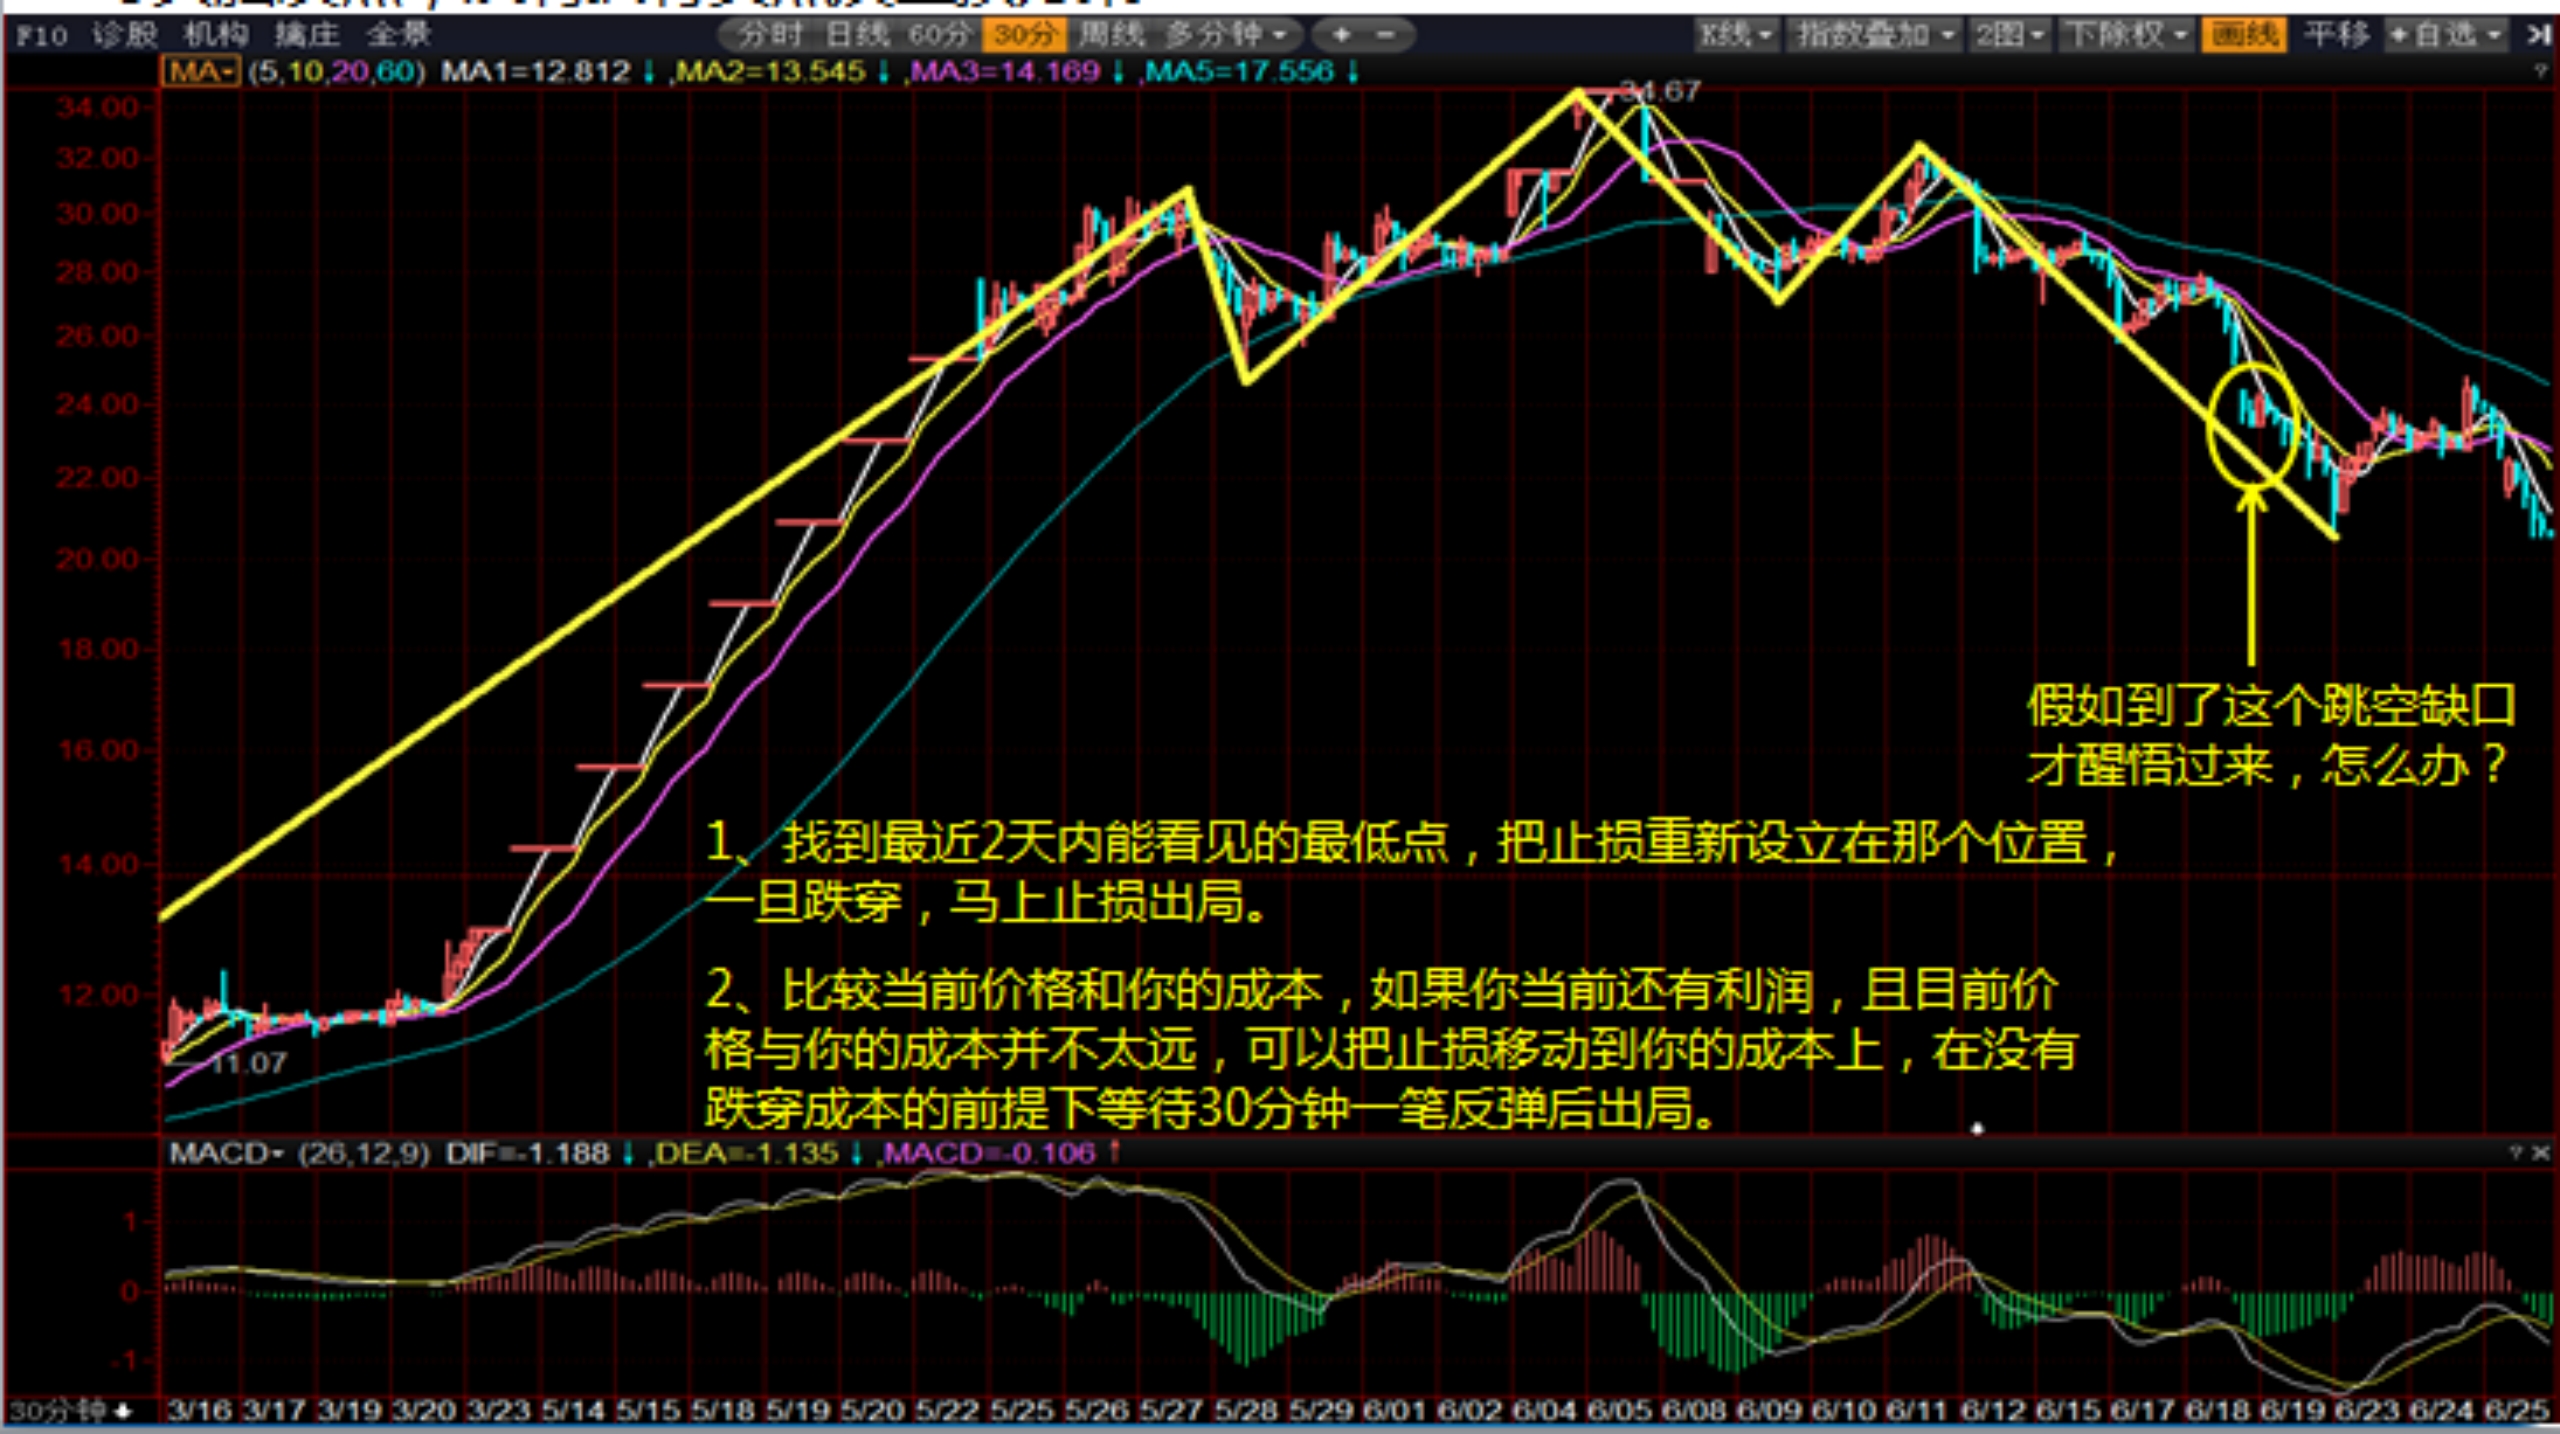 F10 诊股 机构 擒庄 全景 分时 日线 60分 30分 周线 多分钟 + - K线 指数叠加 2图 下除权 画线 平移 +自选
MA (5,10,20,60) MA1=12.812↓,MA2=13.545↓,MA3=14.169↓,MA5=17.556↓ ?
34.00
34.67
32.00
30.00
28.00
26.00
24.00
22.00
20.00
18.00
16.00
14.00
12.00
11.07
假如到了这个跳空缺口
才醒悟过来，怎么办？
1、找到最近2天内能看见的最低点，把止损重新设立在那个位置，
一旦跌穿，马上止损出局。
2、比较当前价格和你的成本，如果你当前还有利润，且目前价
格与你的成本并不太远，可以把止损移动到你的成本上，在没有
跌穿成本的前提下等待30分钟一笔反弹后出局。
MACD (26,12,9) DIF=-1.188↓,DEA=-1.135↓,MACD=-0.106↑ ? ×
1
0
-1
30分钟 3/16 3/17 3/19 3/20 3/23 5/14 5/15 5/18 5/19 5/20 5/22 5/25 5/26 5/27 5/28 5/29 6/01 6/02 6/04 6/05 6/08 6/09 6/10 6/11 6/12 6/15 6/17 6/18 6/19 6/23 6/24 6/25